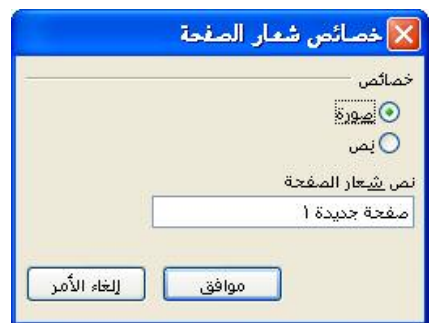 خصائص شعار الصفحة
خصائص
صورة
نص
نص شعار الصفحة
صفحة جديدة ١
موافق
إلغاء الأمر